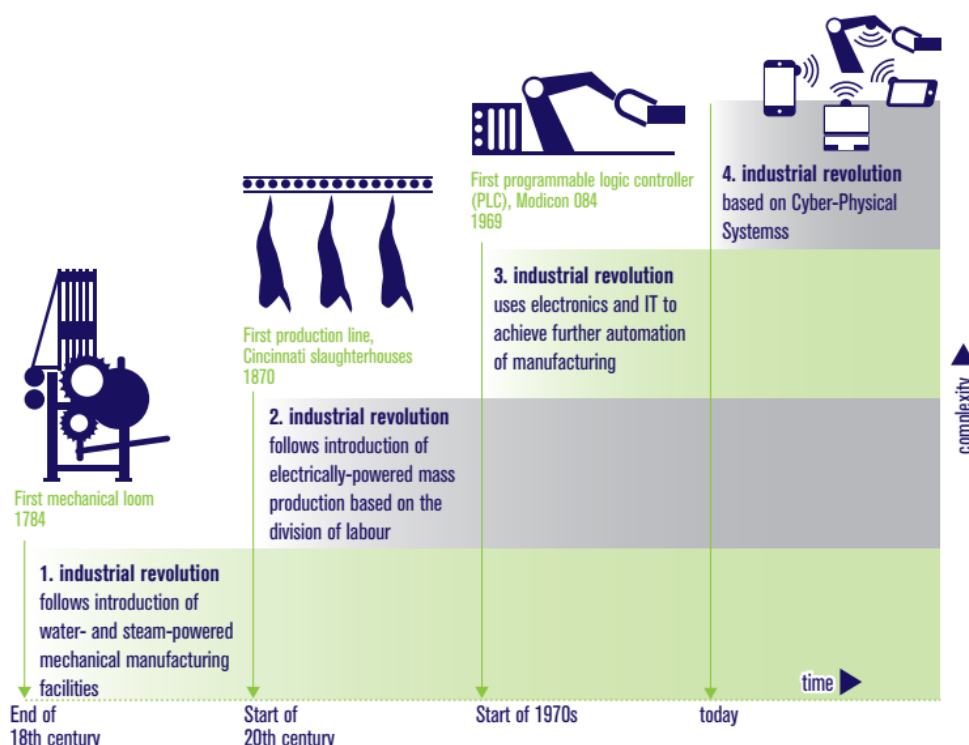 4. industrial revolution
based on Cyber-Physical
Systemss
First programmable logic controller
(PLC), Modicon 084
1969
3. industrial revolution
uses electronics and IT to
achieve further automation
of manufacturing
First production line,
Cincinnati slaughterhouses
1870
2. industrial revolution
follows introduction of
electrically-powered mass
production based on the
division of labour
First mechanical loom
1784
1. industrial revolution
follows introduction of
water- and steam-powered
mechanical manufacturing
facilities
complexity
time
End of
18th century
Start of
20th century
Start of 1970s
today